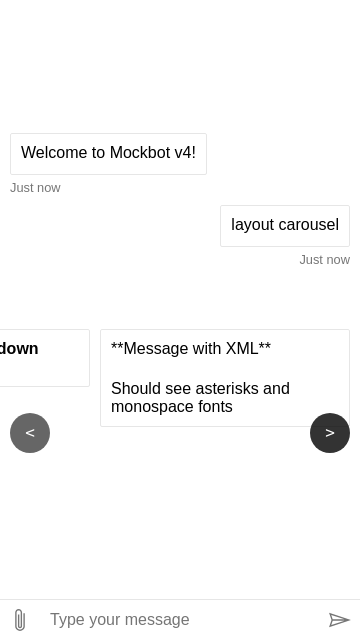 Welcome to Mockbot v4!
Just now
layout carousel
Just now
down
**Message with XML**
Should see asterisks and
monospace fonts
<
>
Type your message